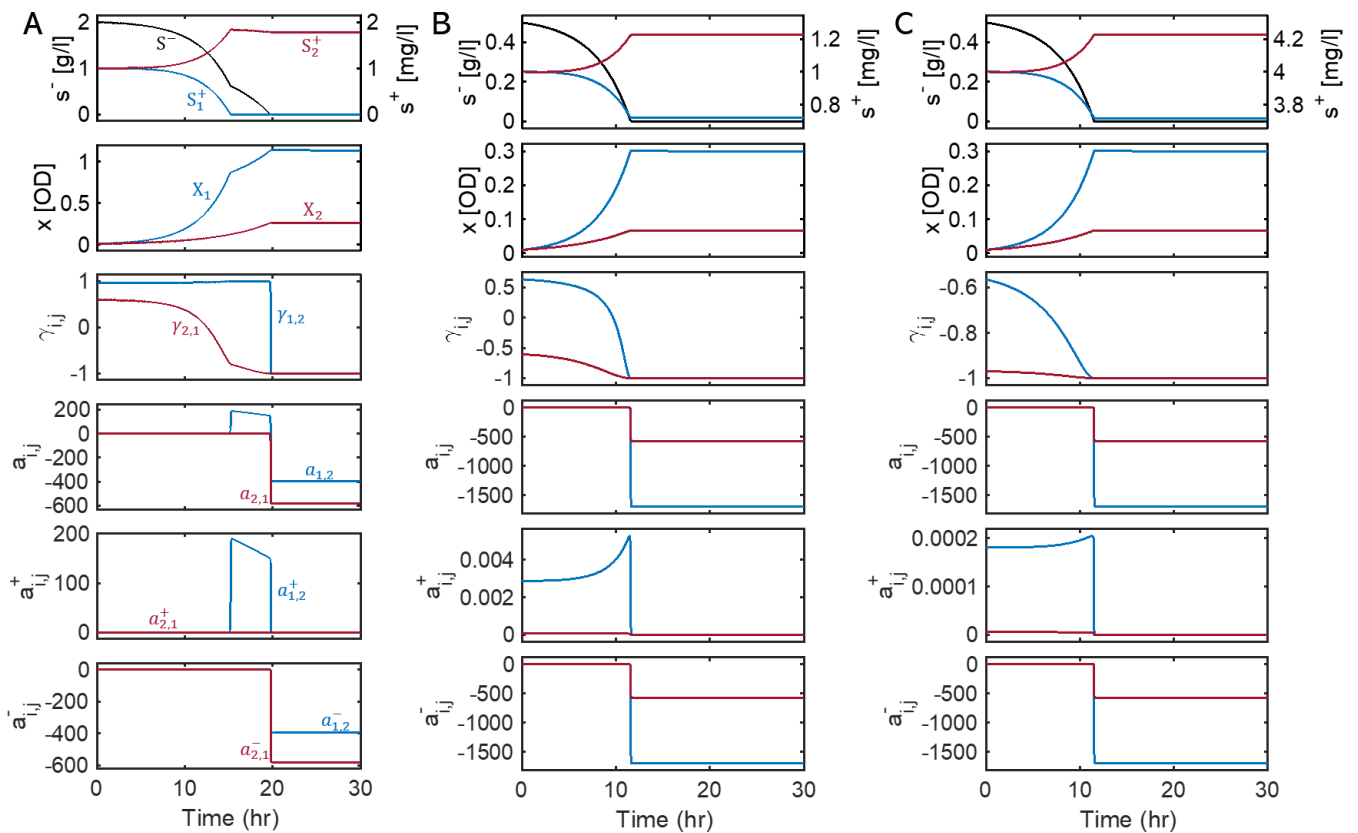 A
B
C
2
1
0
s⁻ [g/l]
S⁻
S₂⁺
S₁⁺
2
1
0
s⁺ [mg/l]
0.4
0.2
0
s⁻ [g/l]
1.2
1
0.8
s⁺ [mg/l]
0.4
0.2
0
s⁻ [g/l]
4.2
4
3.8
s⁺ [mg/l]
1
0.5
0
x [OD]
X₁
X₂
0.3
0.2
0.1
0
x [OD]
0.3
0.2
0.1
0
x [OD]
1
0
-1
γi,j
γ₂,₁
γ₁,₂
0.5
0
-0.5
-1
γi,j
-0.6
-0.8
-1
γi,j
200
0
-200
-400
-600
ai,j
a₁,₂
a₂,₁
0
-500
-1000
-1500
ai,j
0
-500
-1000
-1500
ai,j
200
100
0
a⁺i,j
a⁺₁,₂
a⁺₂,₁
0.004
0.002
0
a⁺i,j
0.0002
0.0001
0
a⁺i,j
0
-200
-400
-600
a⁻i,j
a⁻₁,₂
a⁻₂,₁
0
-500
-1000
-1500
a⁻i,j
0
-500
-1000
-1500
a⁻i,j
0 10 20 30
Time (hr)
0 10 20 30
Time (hr)
0 10 20 30
Time (hr)